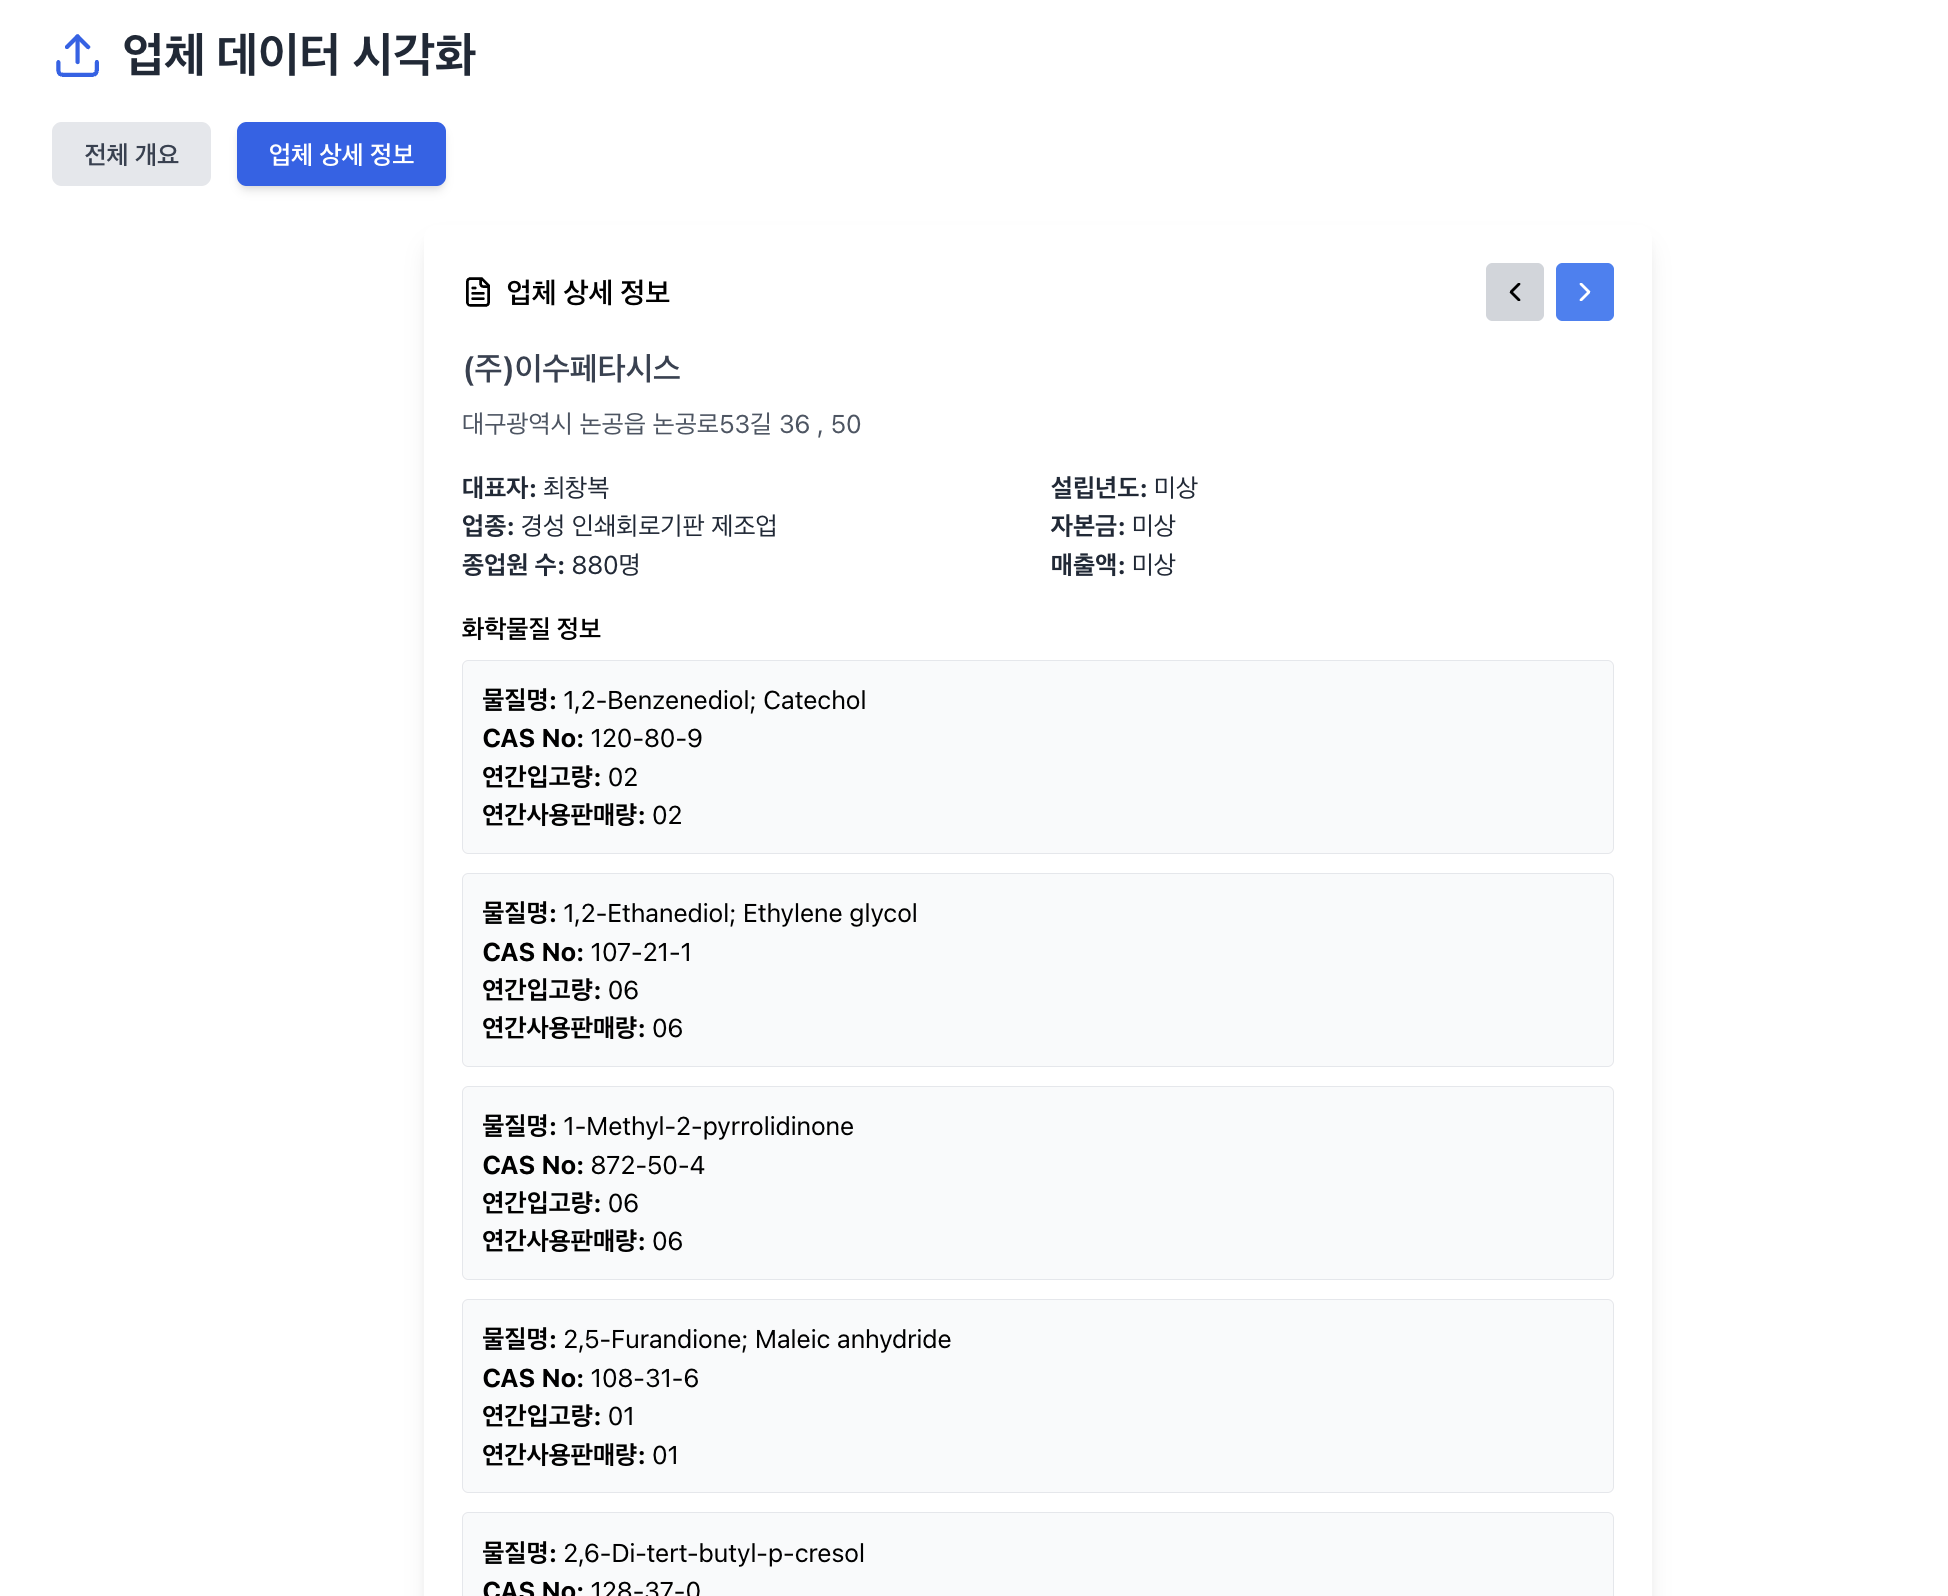 업체 데이터 시각화
전체 개요
업체 상세 정보
업체 상세 정보
(주)이수페타시스
대구광역시 논공읍 논공로53길 36 , 50
대표자: 최창복
설립년도: 미상
업종: 경성 인쇄회로기판 제조업
자본금: 미상
종업원 수: 880명
매출액: 미상
화학물질 정보
물질명: 1,2-Benzenediol; Catechol
CAS No: 120-80-9
연간입고량: 02
연간사용판매량: 02
물질명: 1,2-Ethanediol; Ethylene glycol
CAS No: 107-21-1
연간입고량: 06
연간사용판매량: 06
물질명: 1-Methyl-2-pyrrolidinone
CAS No: 872-50-4
연간입고량: 06
연간사용판매량: 06
물질명: 2,5-Furandione; Maleic anhydride
CAS No: 108-31-6
연간입고량: 01
연간사용판매량: 01
물질명: 2,6-Di-tert-butyl-p-cresol
CAS No: 128-37-0